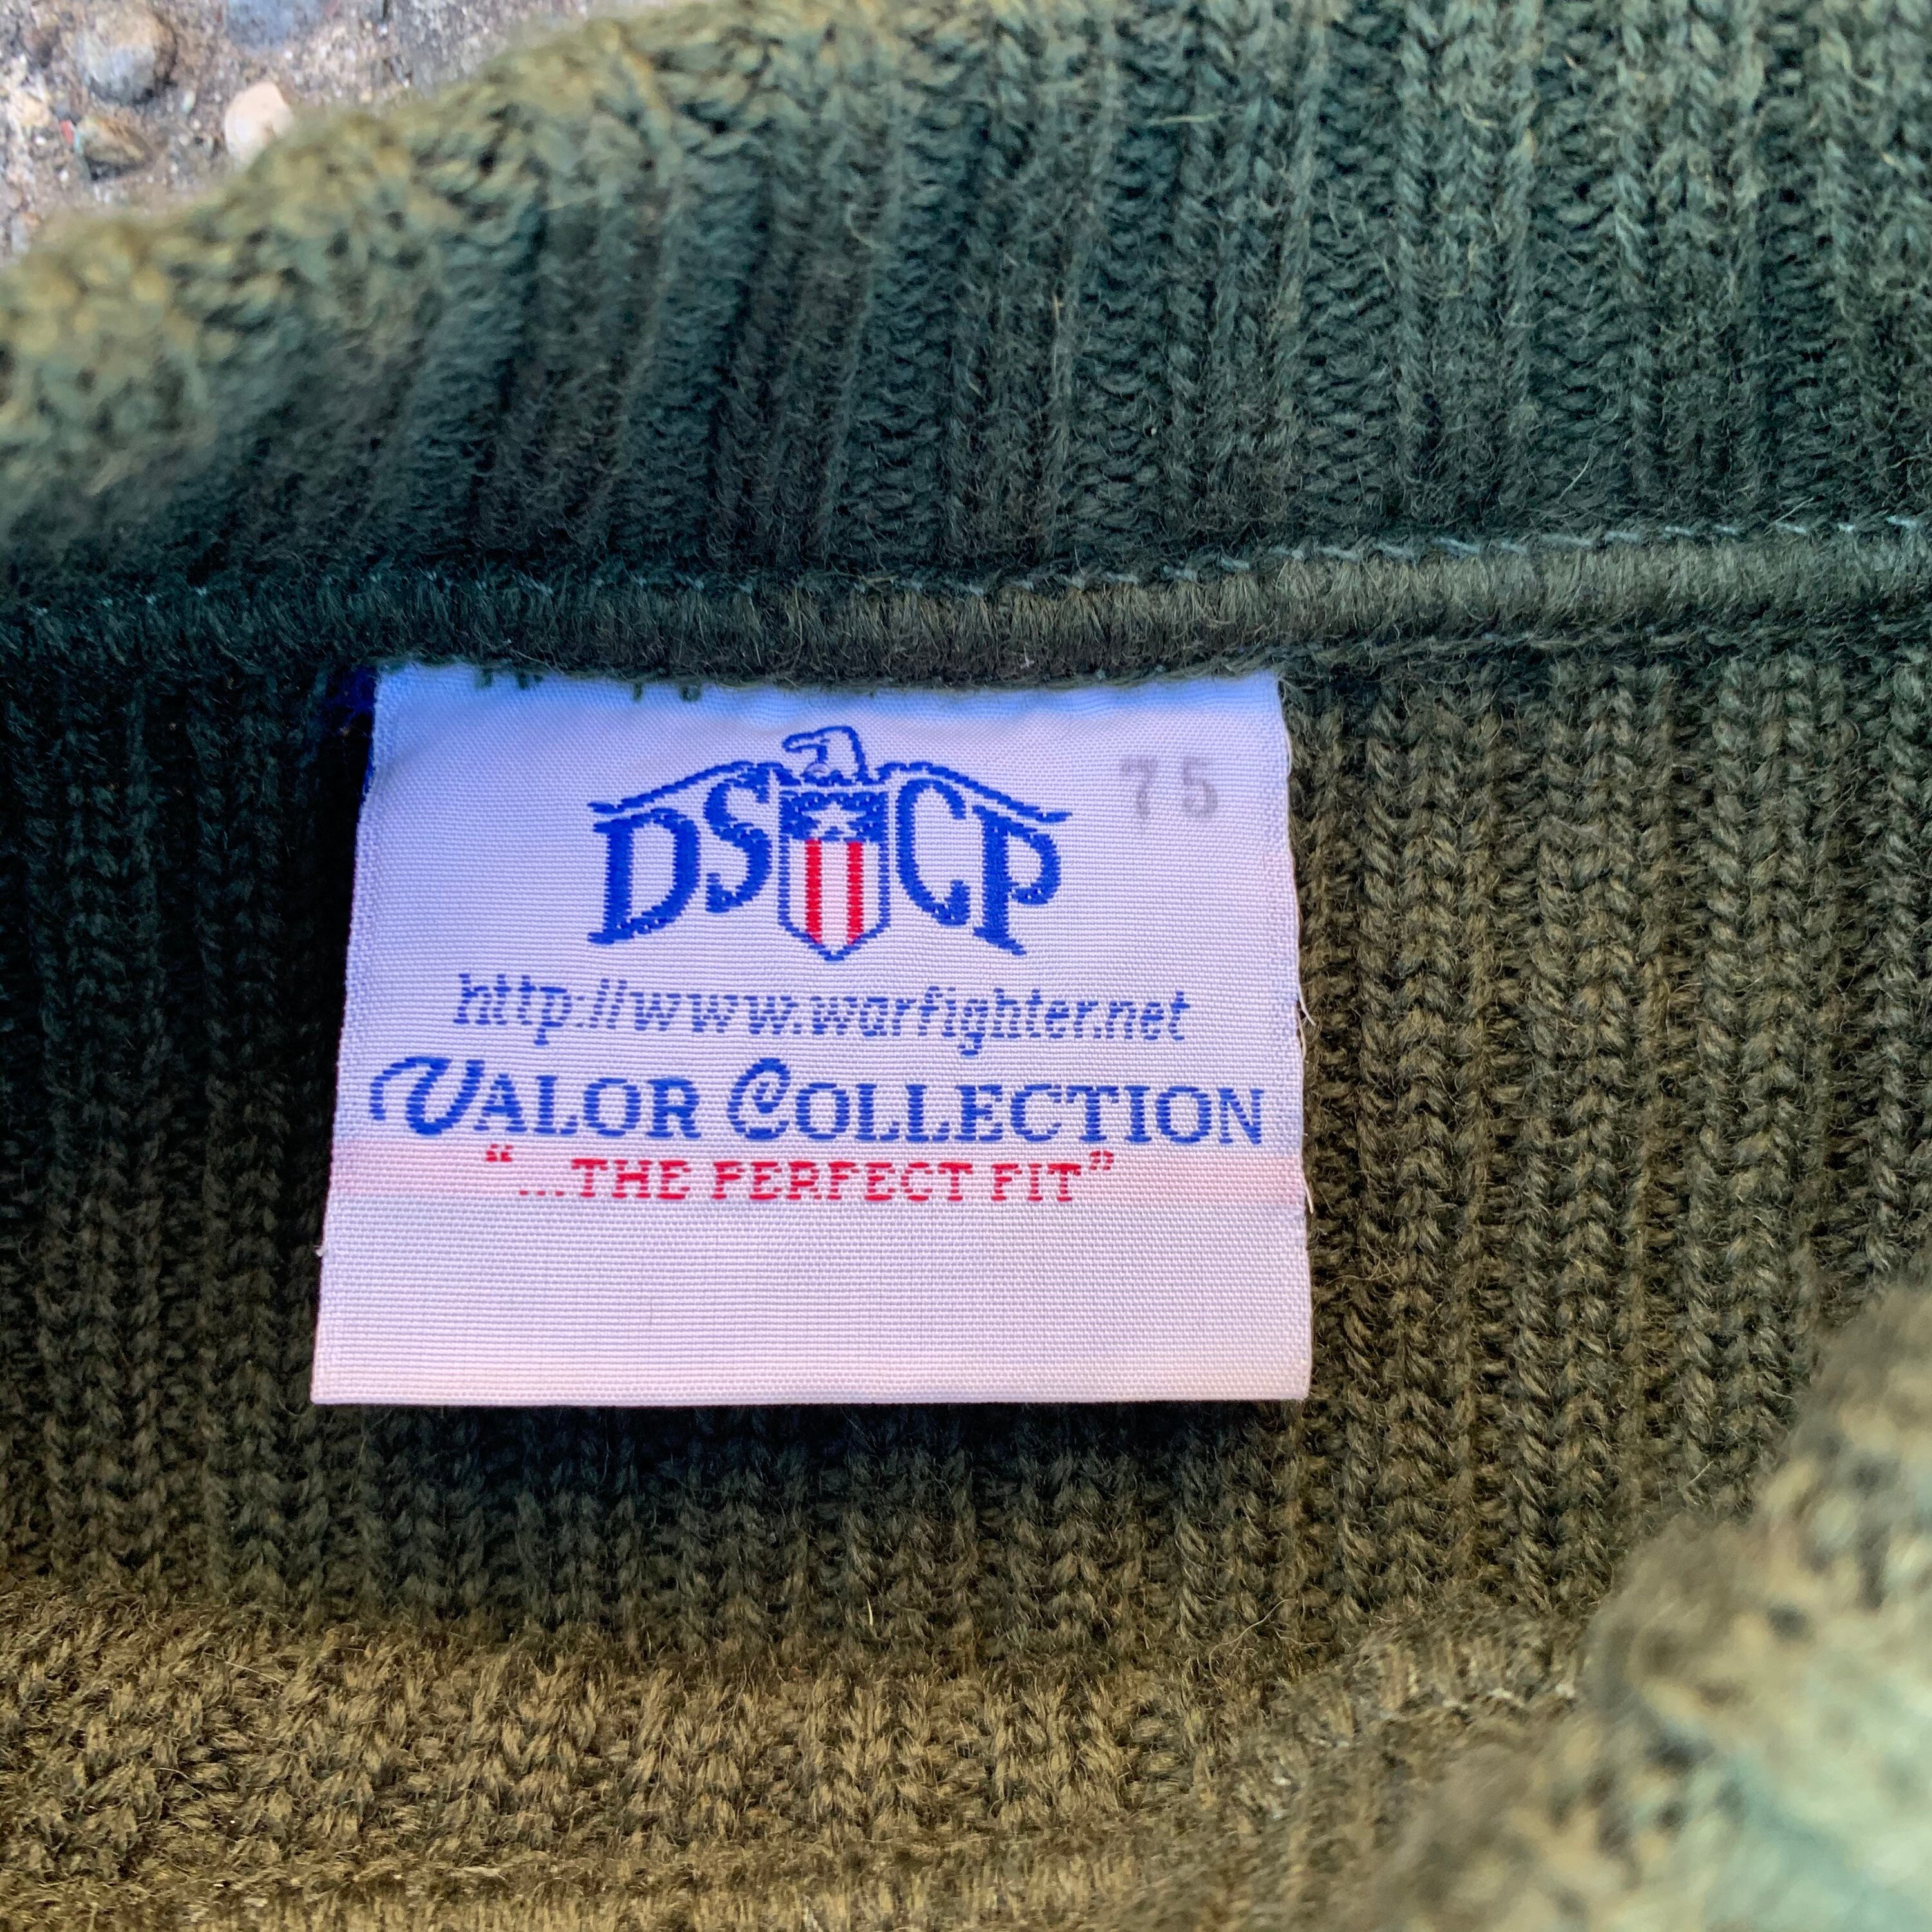 75
DSCP
http://www.warfighter.net
VALOR COLLECTION
"...THE PERFECT FIT"